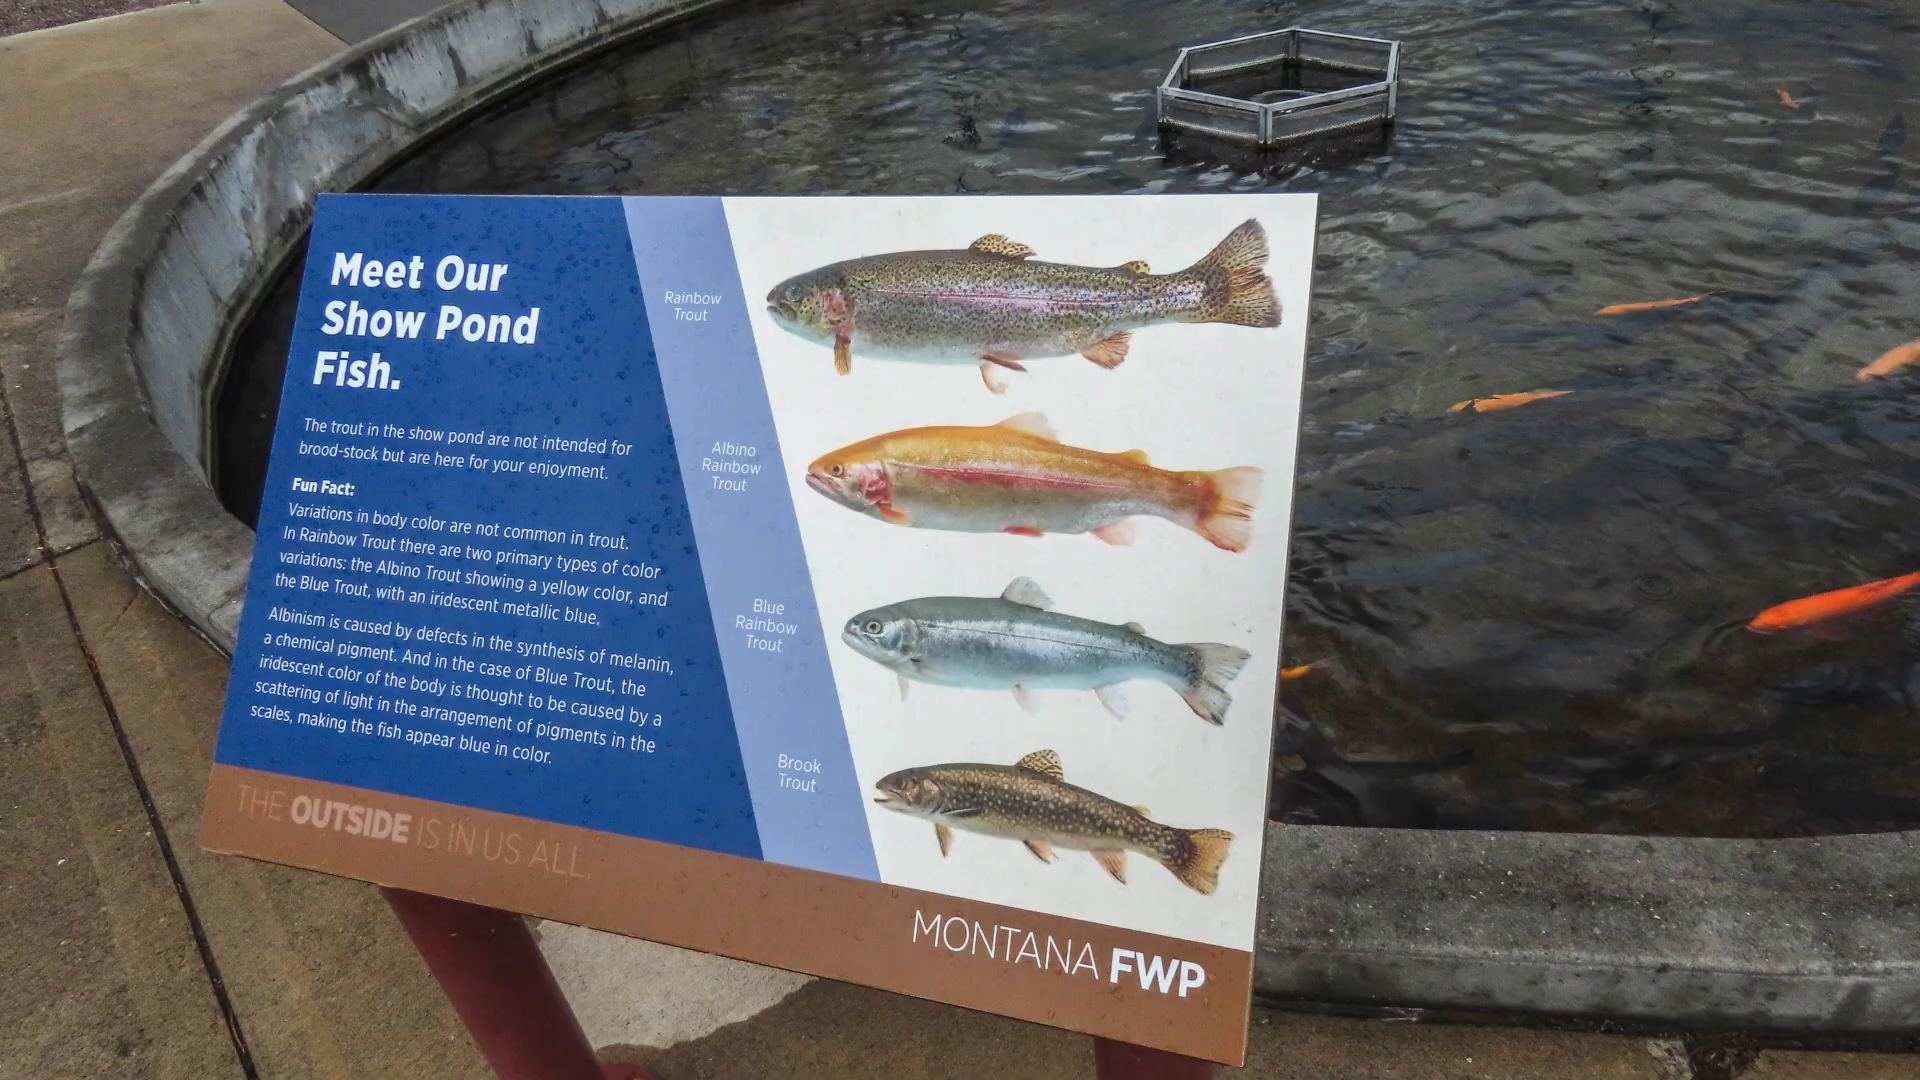 Meet Our
Show Pond
Fish.
The trout in the show pond are not intended for
brood-stock but are here for your enjoyment.
Fun Fact:
Variations in body color are not common in trout.
In Rainbow Trout there are two primary types of color
variations: the Albino Trout showing a yellow color, and
the Blue Trout, with an iridescent metallic blue.
Albinism is caused by defects in the synthesis of melanin,
a chemical pigment. And in the case of Blue Trout, the
iridescent color of the body is thought to be caused by a
scattering of light in the arrangement of pigments in the
scales, making the fish appear blue in color.
Rainbow
Trout
Albino
Rainbow
Trout
Blue
Rainbow
Trout
Brook
Trout
THE OUTSIDE IS IN US ALL.
MONTANA FWP